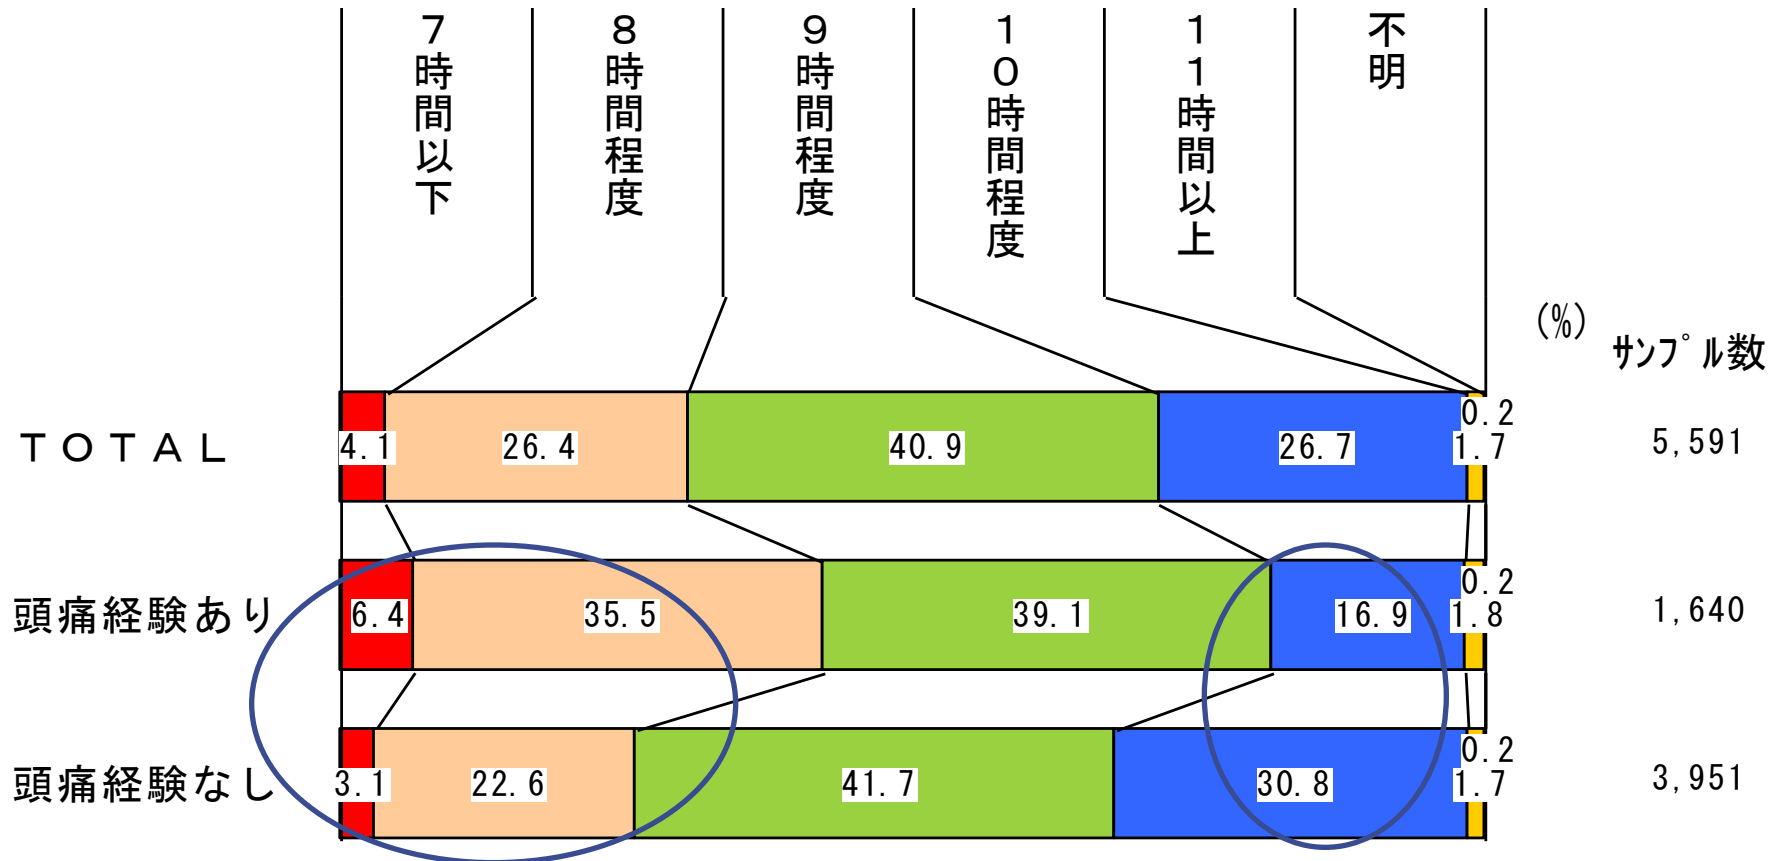 ７時間以下
８時間程度
９時間程度
１０時間程度
１１時間以上
不明
(%)
ｻﾝﾌﾟﾙ数
ＴＯＴＡＬ
4.1
26.4
40.9
26.7
1.7
0.2
5,591
頭痛経験あり
6.4
35.5
39.1
16.9
1.8
0.2
1,640
頭痛経験なし
3.1
22.6
41.7
30.8
1.7
0.2
3,951